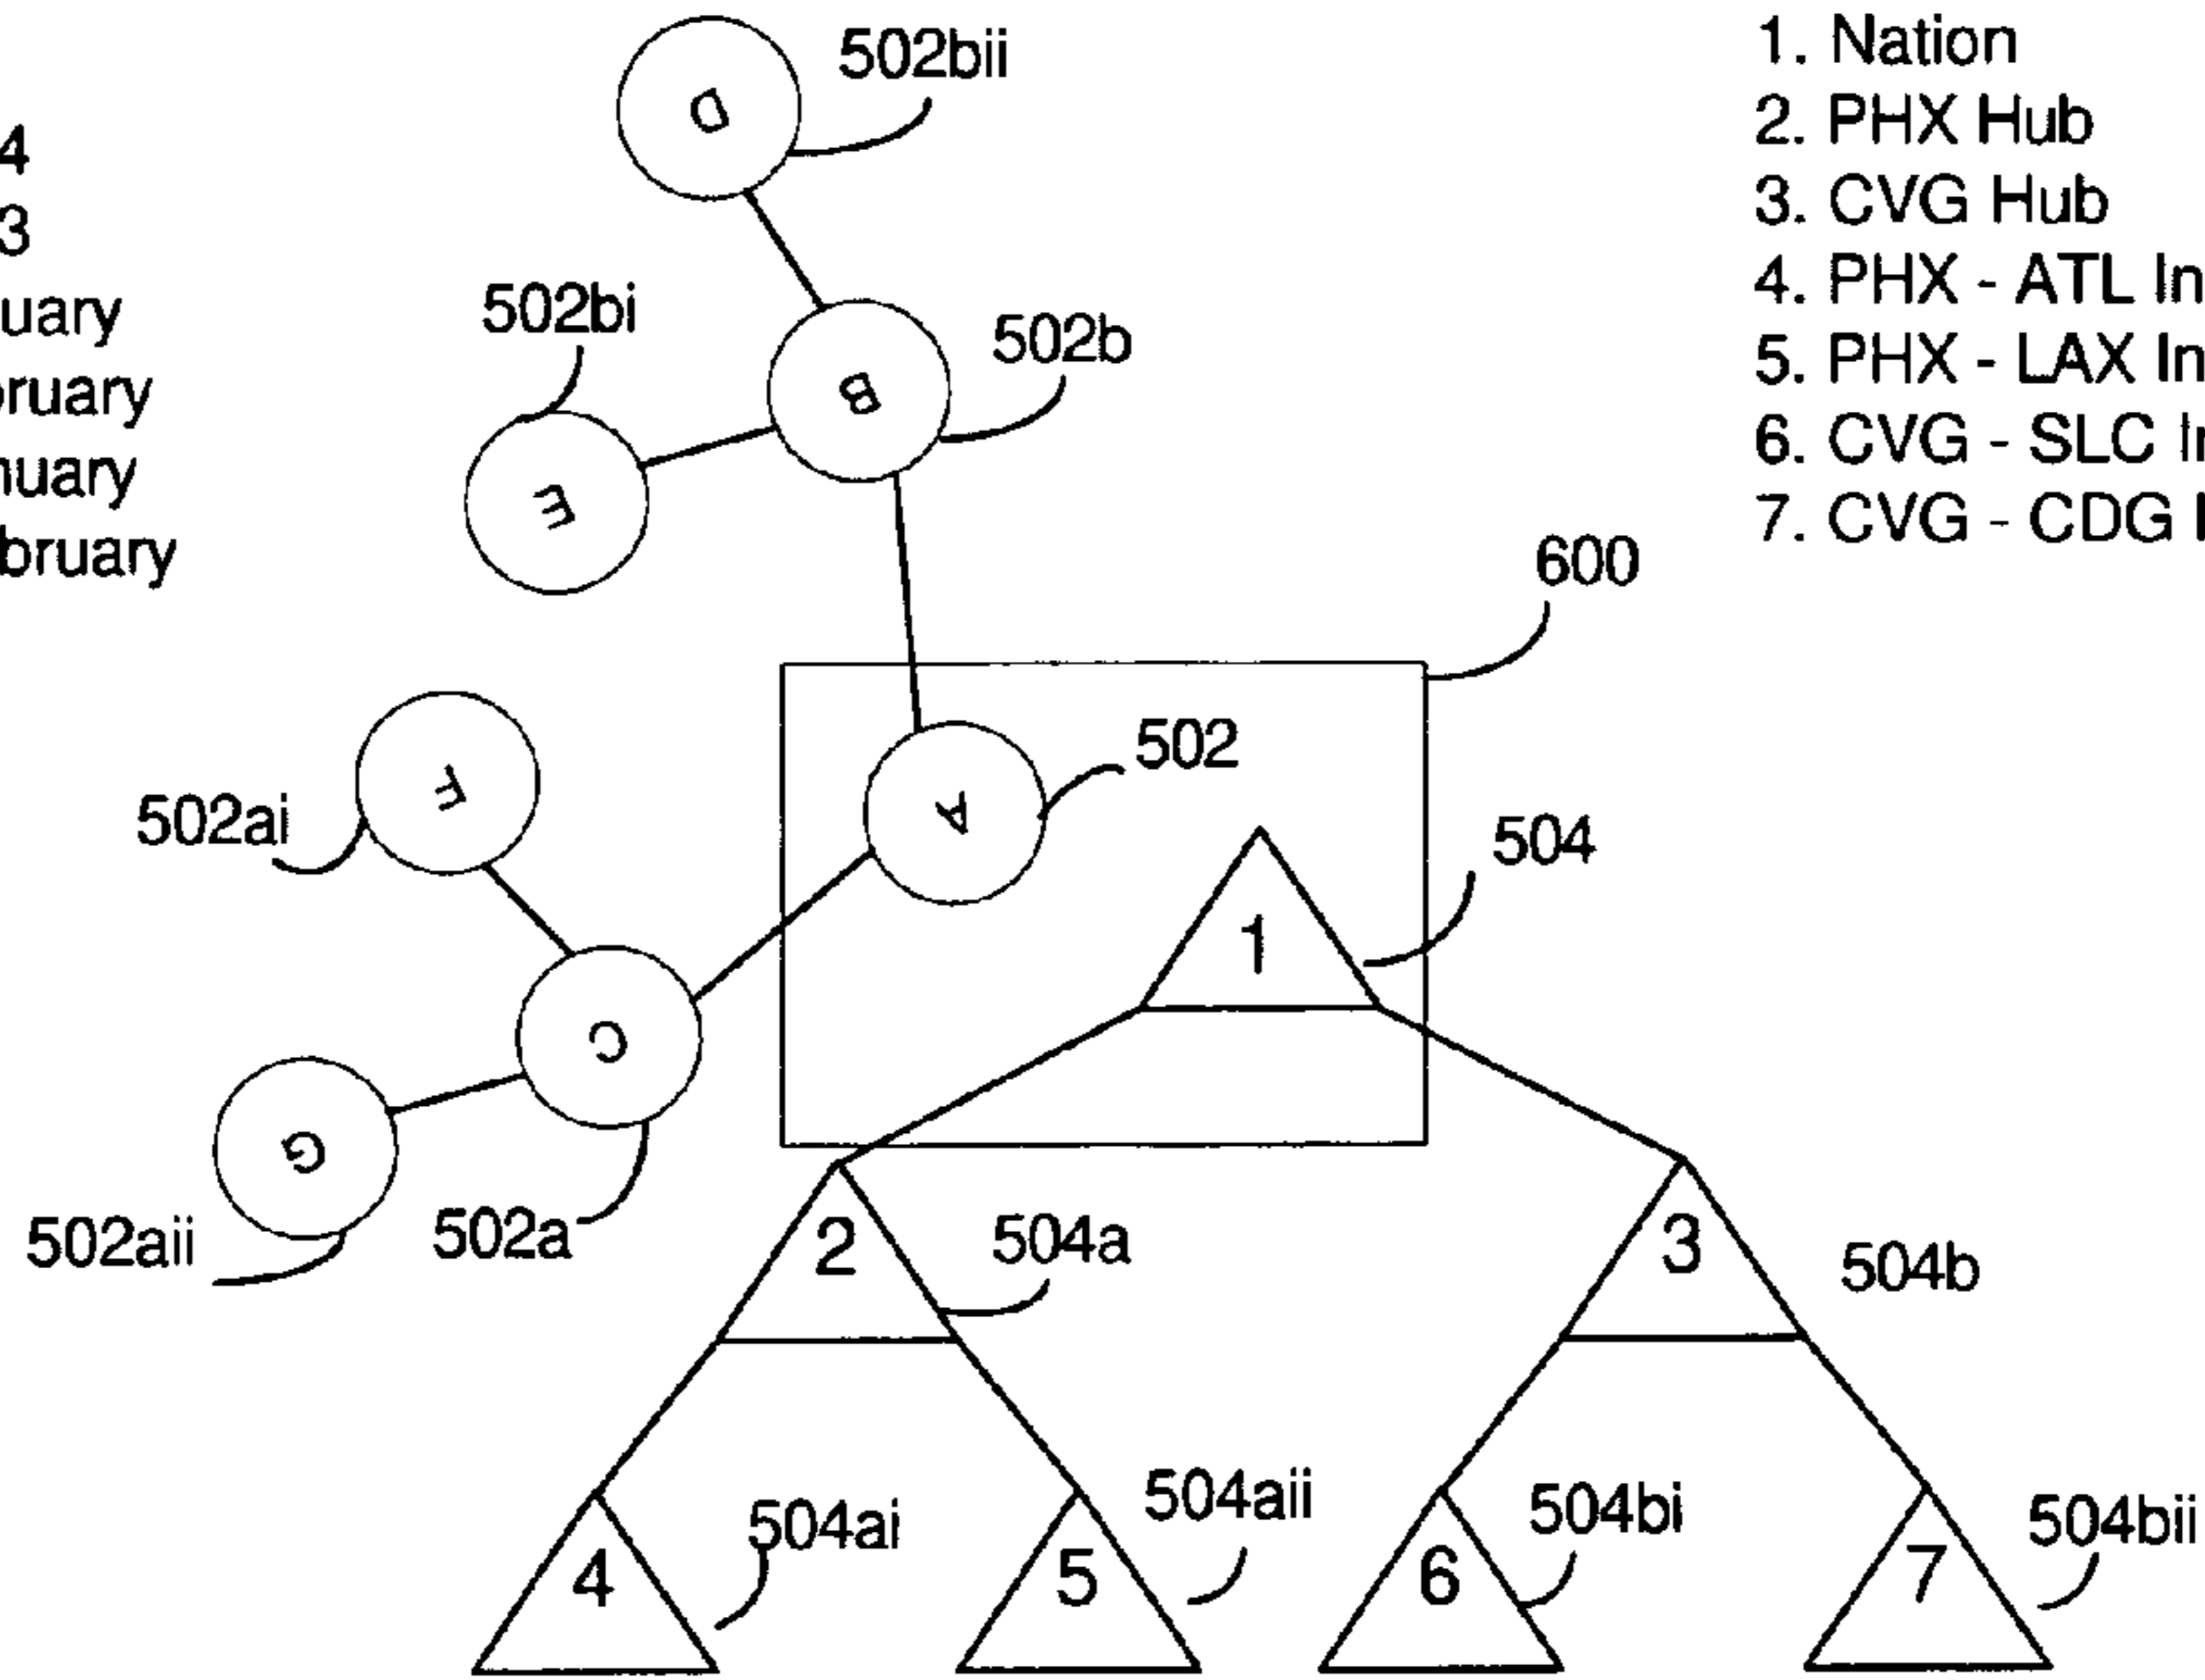 4
3
uary
ruary
nuary
bruary
1. Nation
2. PHX Hub
3. CVG Hub
4. PHX - ATL In
5. PHX - LAX In
6. CVG - SLC
7. CVG - CDG
502bii
D
502bi
B
502b
E
600
502
A
F
502ai
504
1
C
G
502aii
502a
2
504a
3
504b
4
504ai
5
504aii
6
504bi
7
504bii